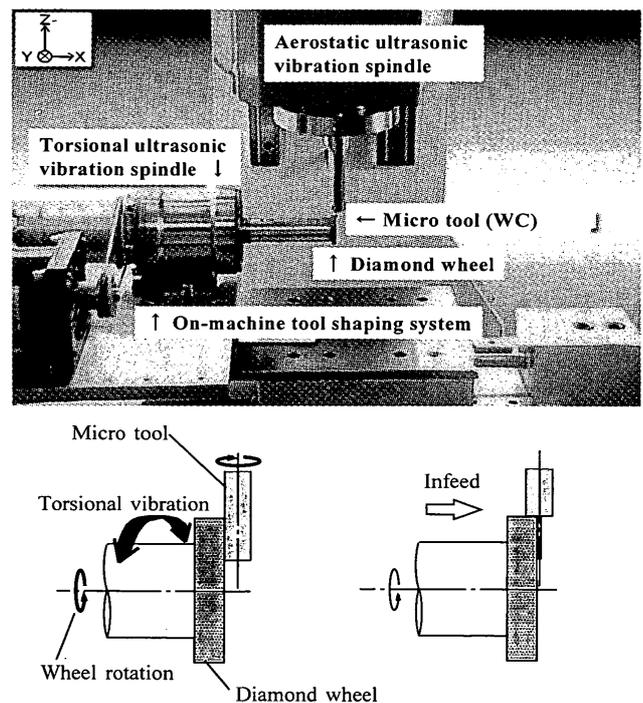 Z-
Y
X
Aerostatic ultrasonic
vibration spindle
Torsional ultrasonic
vibration spindle ↓
← Micro tool (WC)
↑ Diamond wheel
↑ On-machine tool shaping system
Micro tool
Torsional vibration
Infeed
Wheel rotation
Diamond wheel